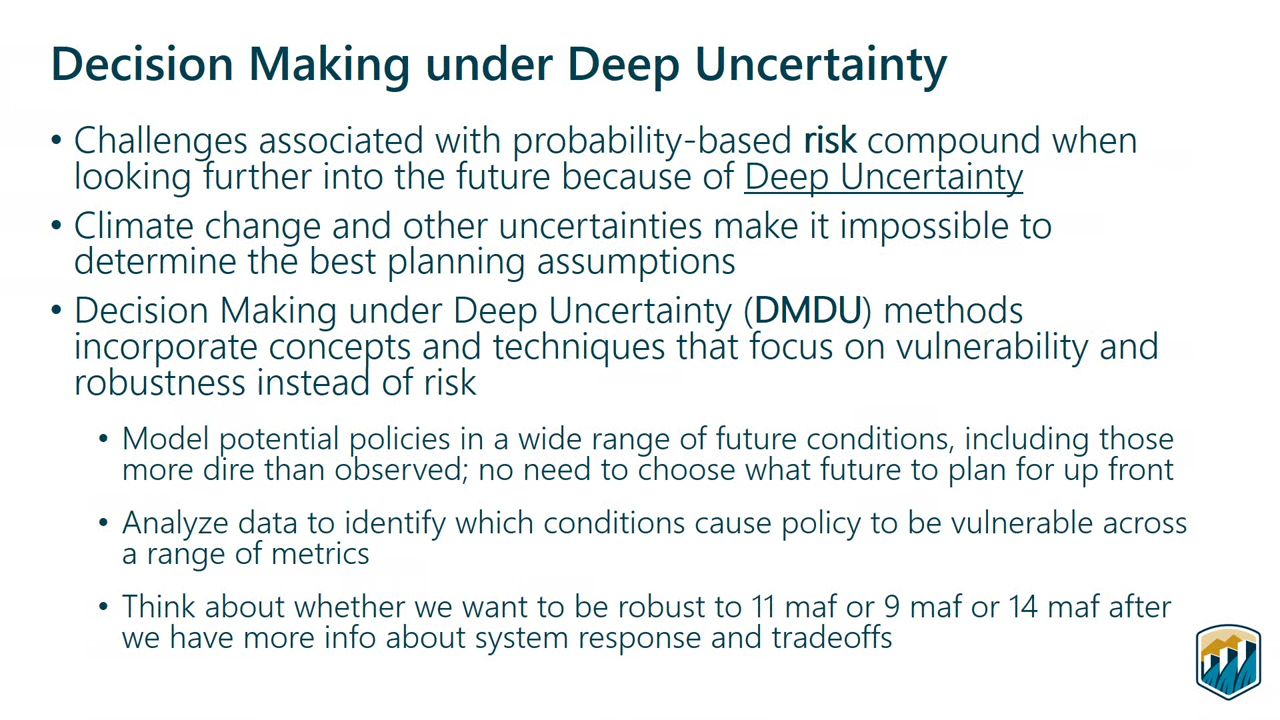 Decision Making under Deep Uncertainty
• Challenges associated with probability-based risk compound when
looking further into the future because of Deep Uncertainty
• Climate change and other uncertainties make it impossible to
determine the best planning assumptions
• Decision Making under Deep Uncertainty (DMDU) methods
incorporate concepts and techniques that focus on vulnerability and
robustness instead of risk
• Model potential policies in a wide range of future conditions, including those
more dire than observed; no need to choose what future to plan for up front
• Analyze data to identify which conditions cause policy to be vulnerable across
a range of metrics
• Think about whether we want to be robust to 11 maf or 9 maf or 14 maf after
we have more info about system response and tradeoffs